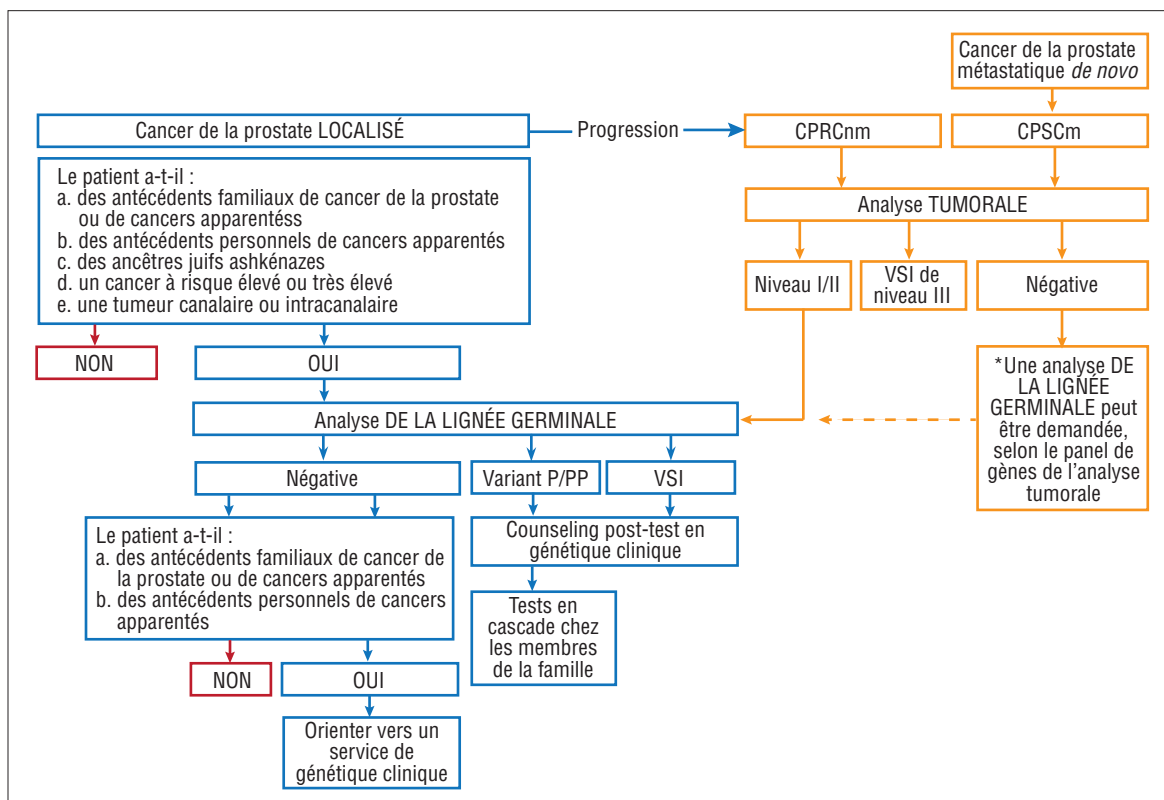 Cancer de la prostate
métastatique de novo
Cancer de la prostate LOCALISÉ
Progression
CPRCnm
CPSCm
Le patient a-t-il :
a. des antécédents familiaux de cancer de la prostate
ou de cancers apparentéss
b. des antécédents personnels de cancers apparentés
c. des ancêtres juifs ashkénazes
d. un cancer à risque élevé ou très élevé
e. une tumeur canalaire ou intracanalaire
Analyse TUMORALE
Niveau I/II
VSI de
niveau III
Négative
NON
OUI
*Une analyse DE
LA LIGNÉE
GERMINALE peut
être demandée,
selon le panel de
gènes de l'analyse
tumorale
Analyse DE LA LIGNÉE GERMINALE
Négative
Variant P/PP
VSI
Le patient a-t-il :
a. des antécédents familiaux de cancer de
la prostate ou de cancers apparentés
b. des antécédents personnels de cancers
apparentés
Counseling post-test en
génétique clinique
Tests en
cascade chez
les membres
de la famille
NON
OUI
Orienter vers un
service de
génétique clinique